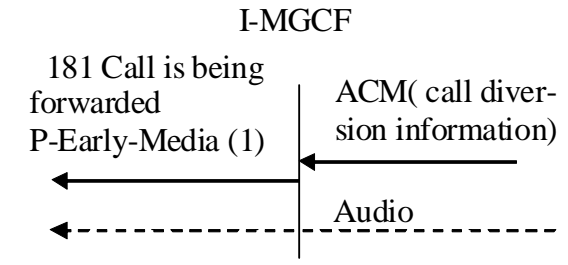 I-MGCF
181 Call is being
forwarded
P-Early-Media (1)
ACM( call diver-
sion information)
Audio